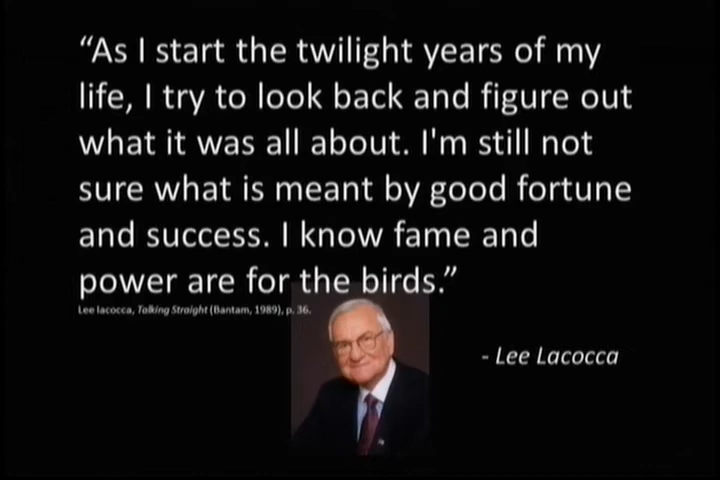 “As I start the twilight years of my
life, I try to look back and figure out
what it was all about. I'm still not
sure what is meant by good fortune
and success. I know fame and
power are for the birds.”
Lee Iacocca, Talking Straight (Bantam, 1989), p. 36.
- Lee Lacocca